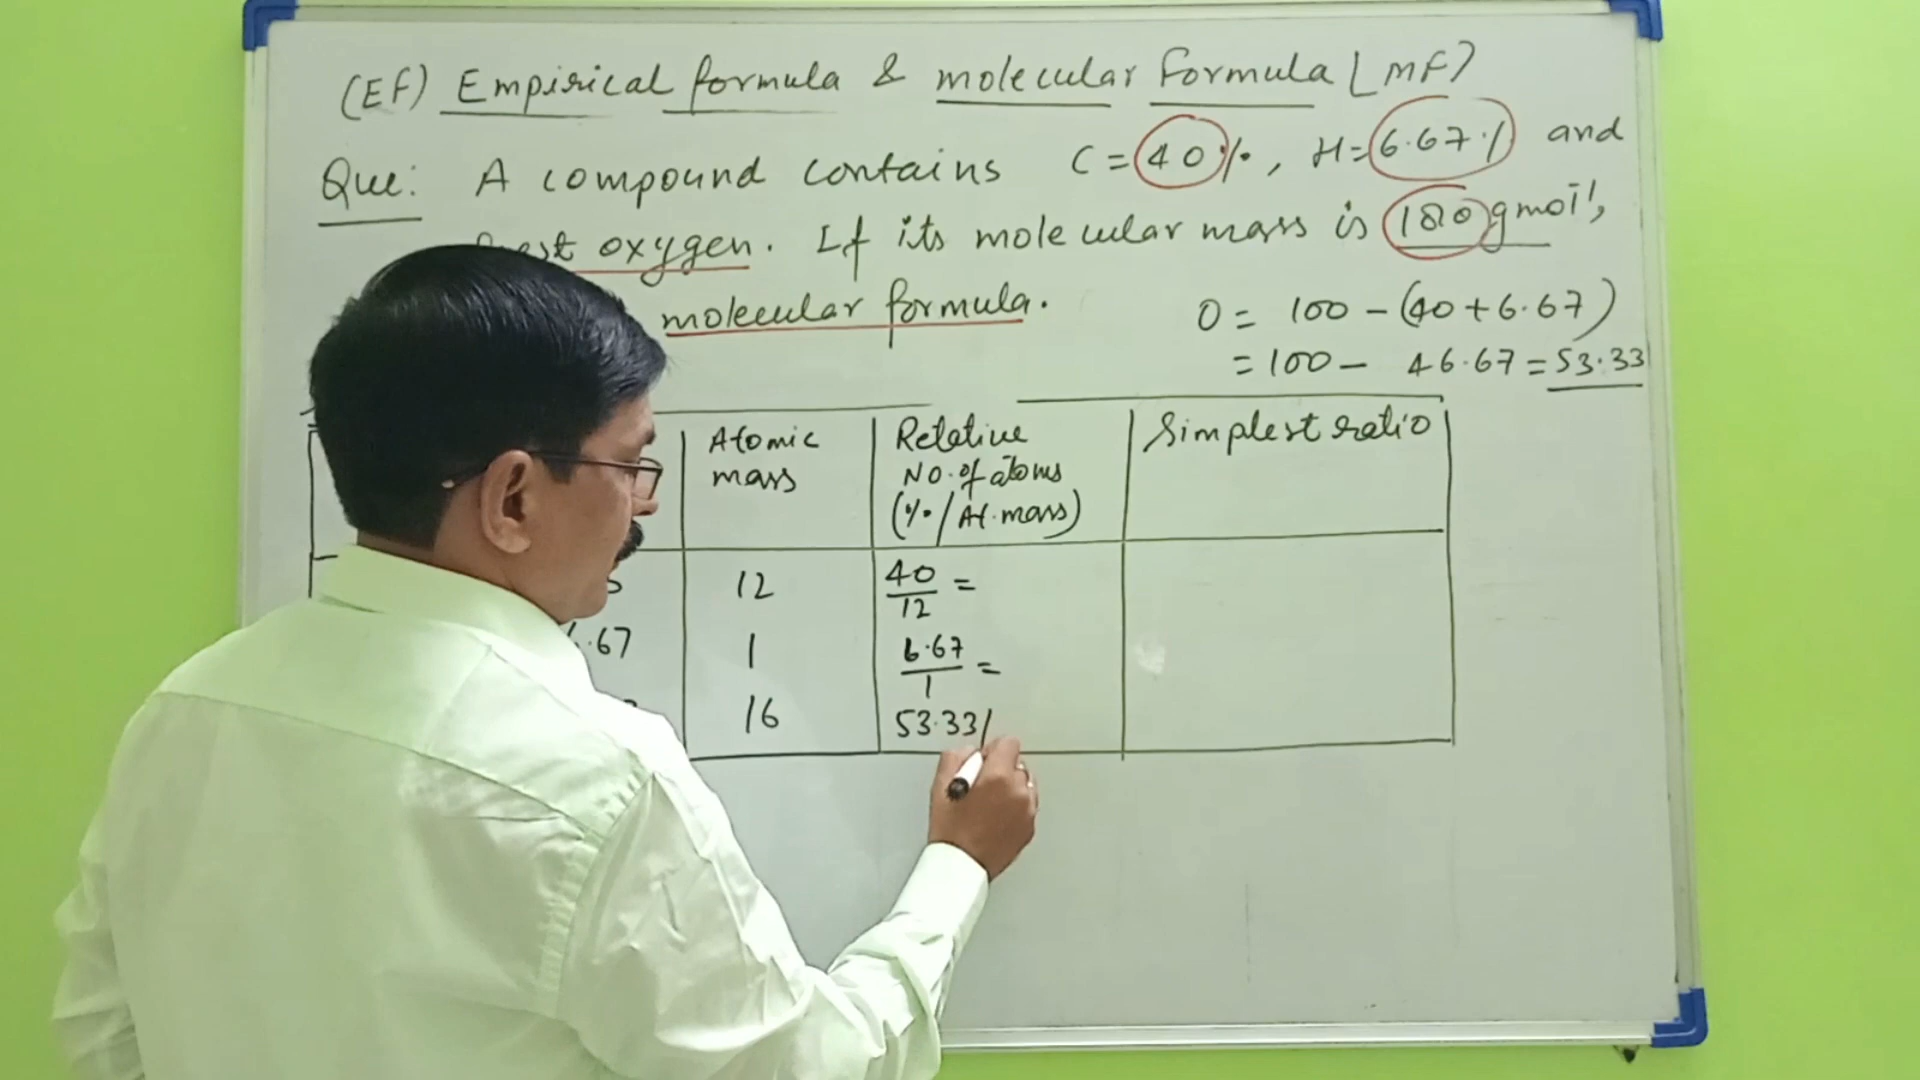 (EF) Empirical formula & molecular Formula (MF)
Que: A compound contains C = 40%, H = 6.67% and
oxygen. If its molecular mass is 180 gmol⁻¹,
molecular formula.
O = 100 - (40 + 6.67)
= 100 - 46.67 = 53.33
Atomic mass
Relative No. of atoms (%/At. mass)
Simplest ratio
12 40/12 =
6.67 1 6.67/1 =
16 53.33/